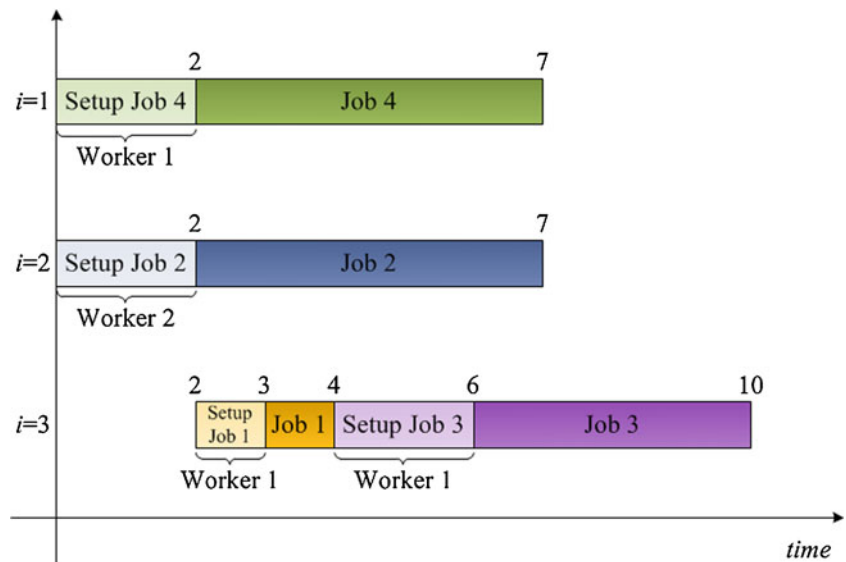 2 7
i=1 Setup Job 4 Job 4
Worker 1
2 7
i=2 Setup Job 2 Job 2
Worker 2
2 3 4 6 10
i=3 Setup Job 1 Job 1 Setup Job 3 Job 3
Worker 1 Worker 1
time